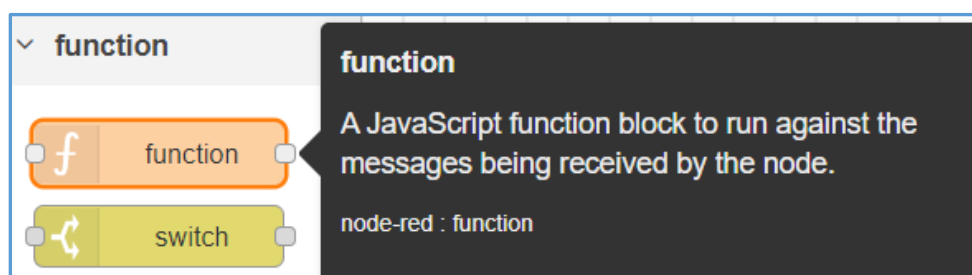 function
function
A JavaScript function block to run against the
messages being received by the node.
function
node-red : function
switch